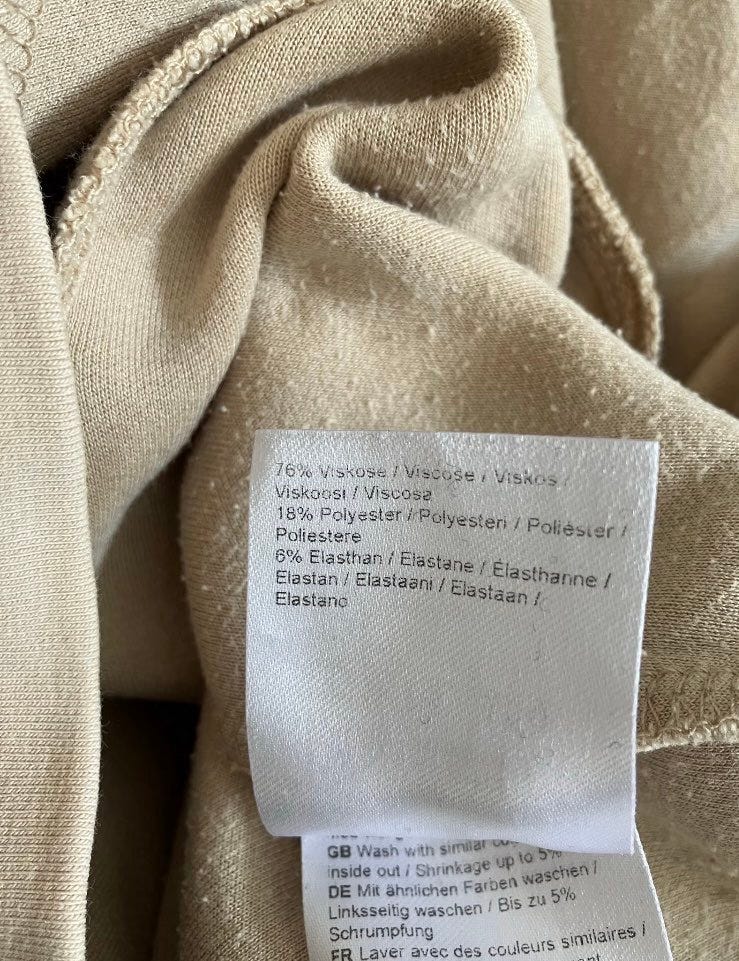 76% Viskose / Viscose / Viskos /
Viskoosi / Viscosa
18% Polyester / Polyesteri / Poliéster /
Poliestere
6% Elasthan / Elastane / Élasthanne /
Elastan / Elastaani / Elastaan /
Elastano
GB Wash with similar
inside out / Shrinkage up to 5%
DE Mit ähnlichen Farben waschen /
Linksseitig waschen / Bis zu 5%
Schrumpfung
FR Laver avec des couleurs similaires /